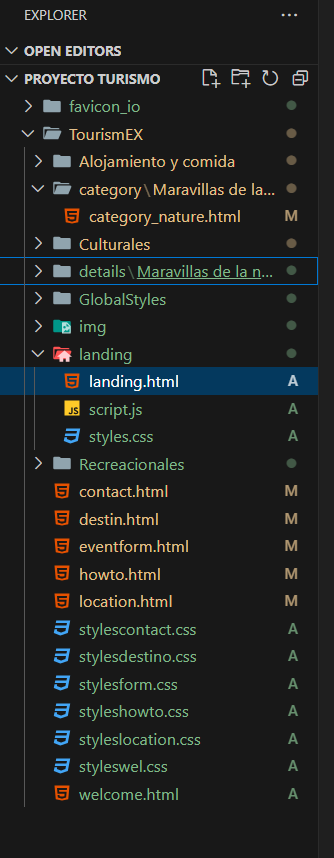 EXPLORER ...
OPEN EDITORS
PROYECTO TURISMO
favicon_io
TourismEX
Alojamiento y comida
category\Maravillas de la...
category_nature.html M
Culturales
details\Maravillas de la n...
GlobalStyles
img
landing
landing.html A
JS script.js A
styles.css A
Recreacionales
contact.html M
destin.html M
eventform.html M
howto.html M
location.html M
stylescontact.css A
stylesdestino.css A
stylesform.css A
styleshowto.css A
styleslocation.css A
styleswel.css A
welcome.html A